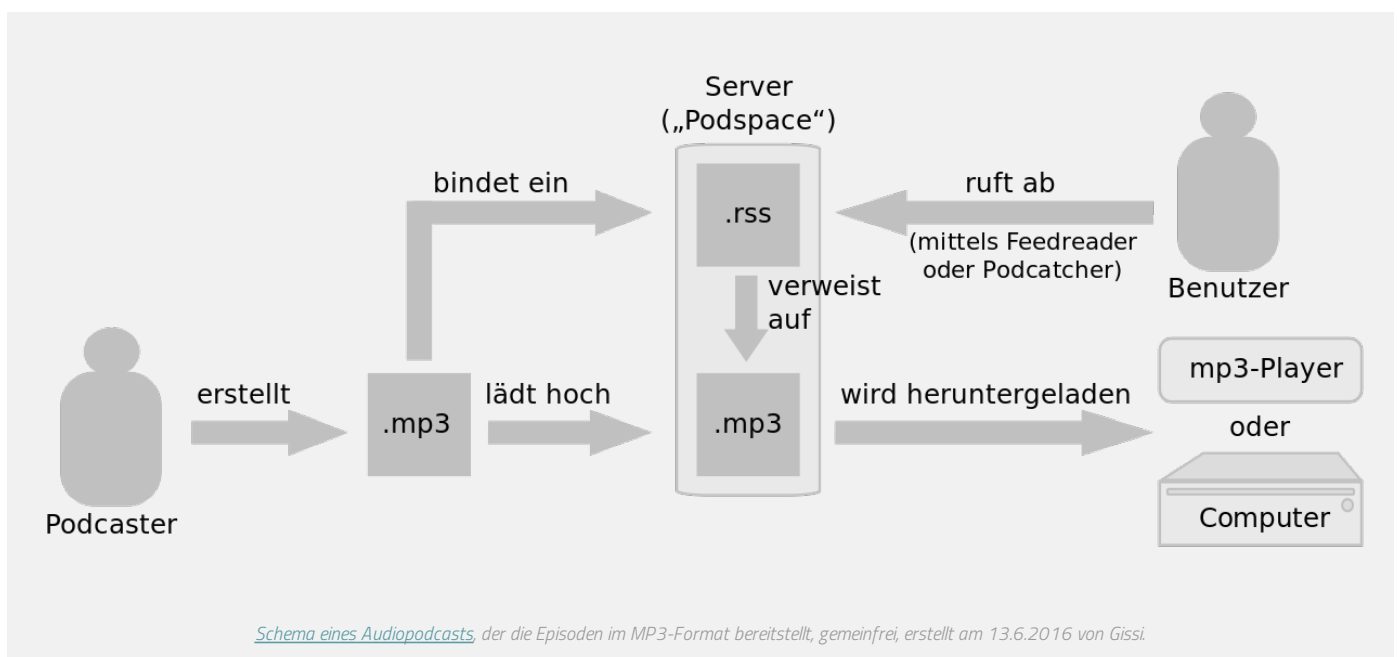 Server
(„Podspace“)
bindet ein
.rss
ruft ab
(mittels Feedreader
oder Podcatcher)
Benutzer
verweist
auf
Podcaster
erstellt
.mp3
lädt hoch
.mp3
wird heruntergeladen
mp3-Player
oder
Computer
Schema eines Audiopodcasts, der die Episoden im MP3-Format bereitstellt, gemeinfrei, erstellt am 13.6.2016 von Gissi.